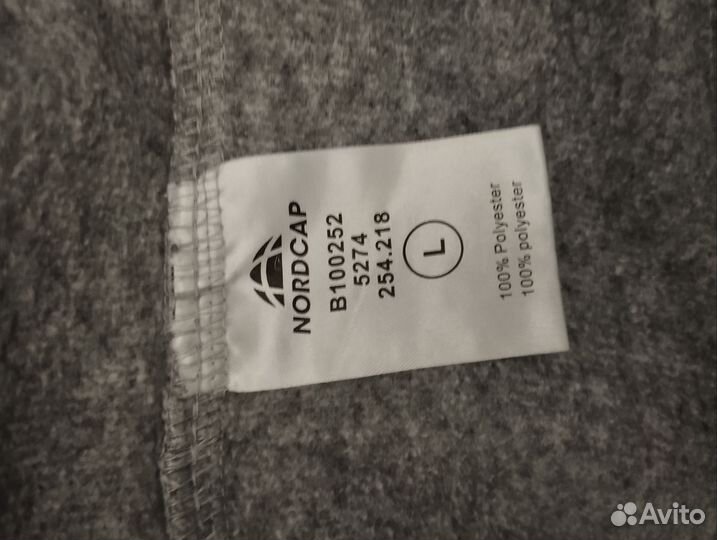 NORDCAP
B100252
5274
254.218
L
100% Polyester
100% polyester
Avito